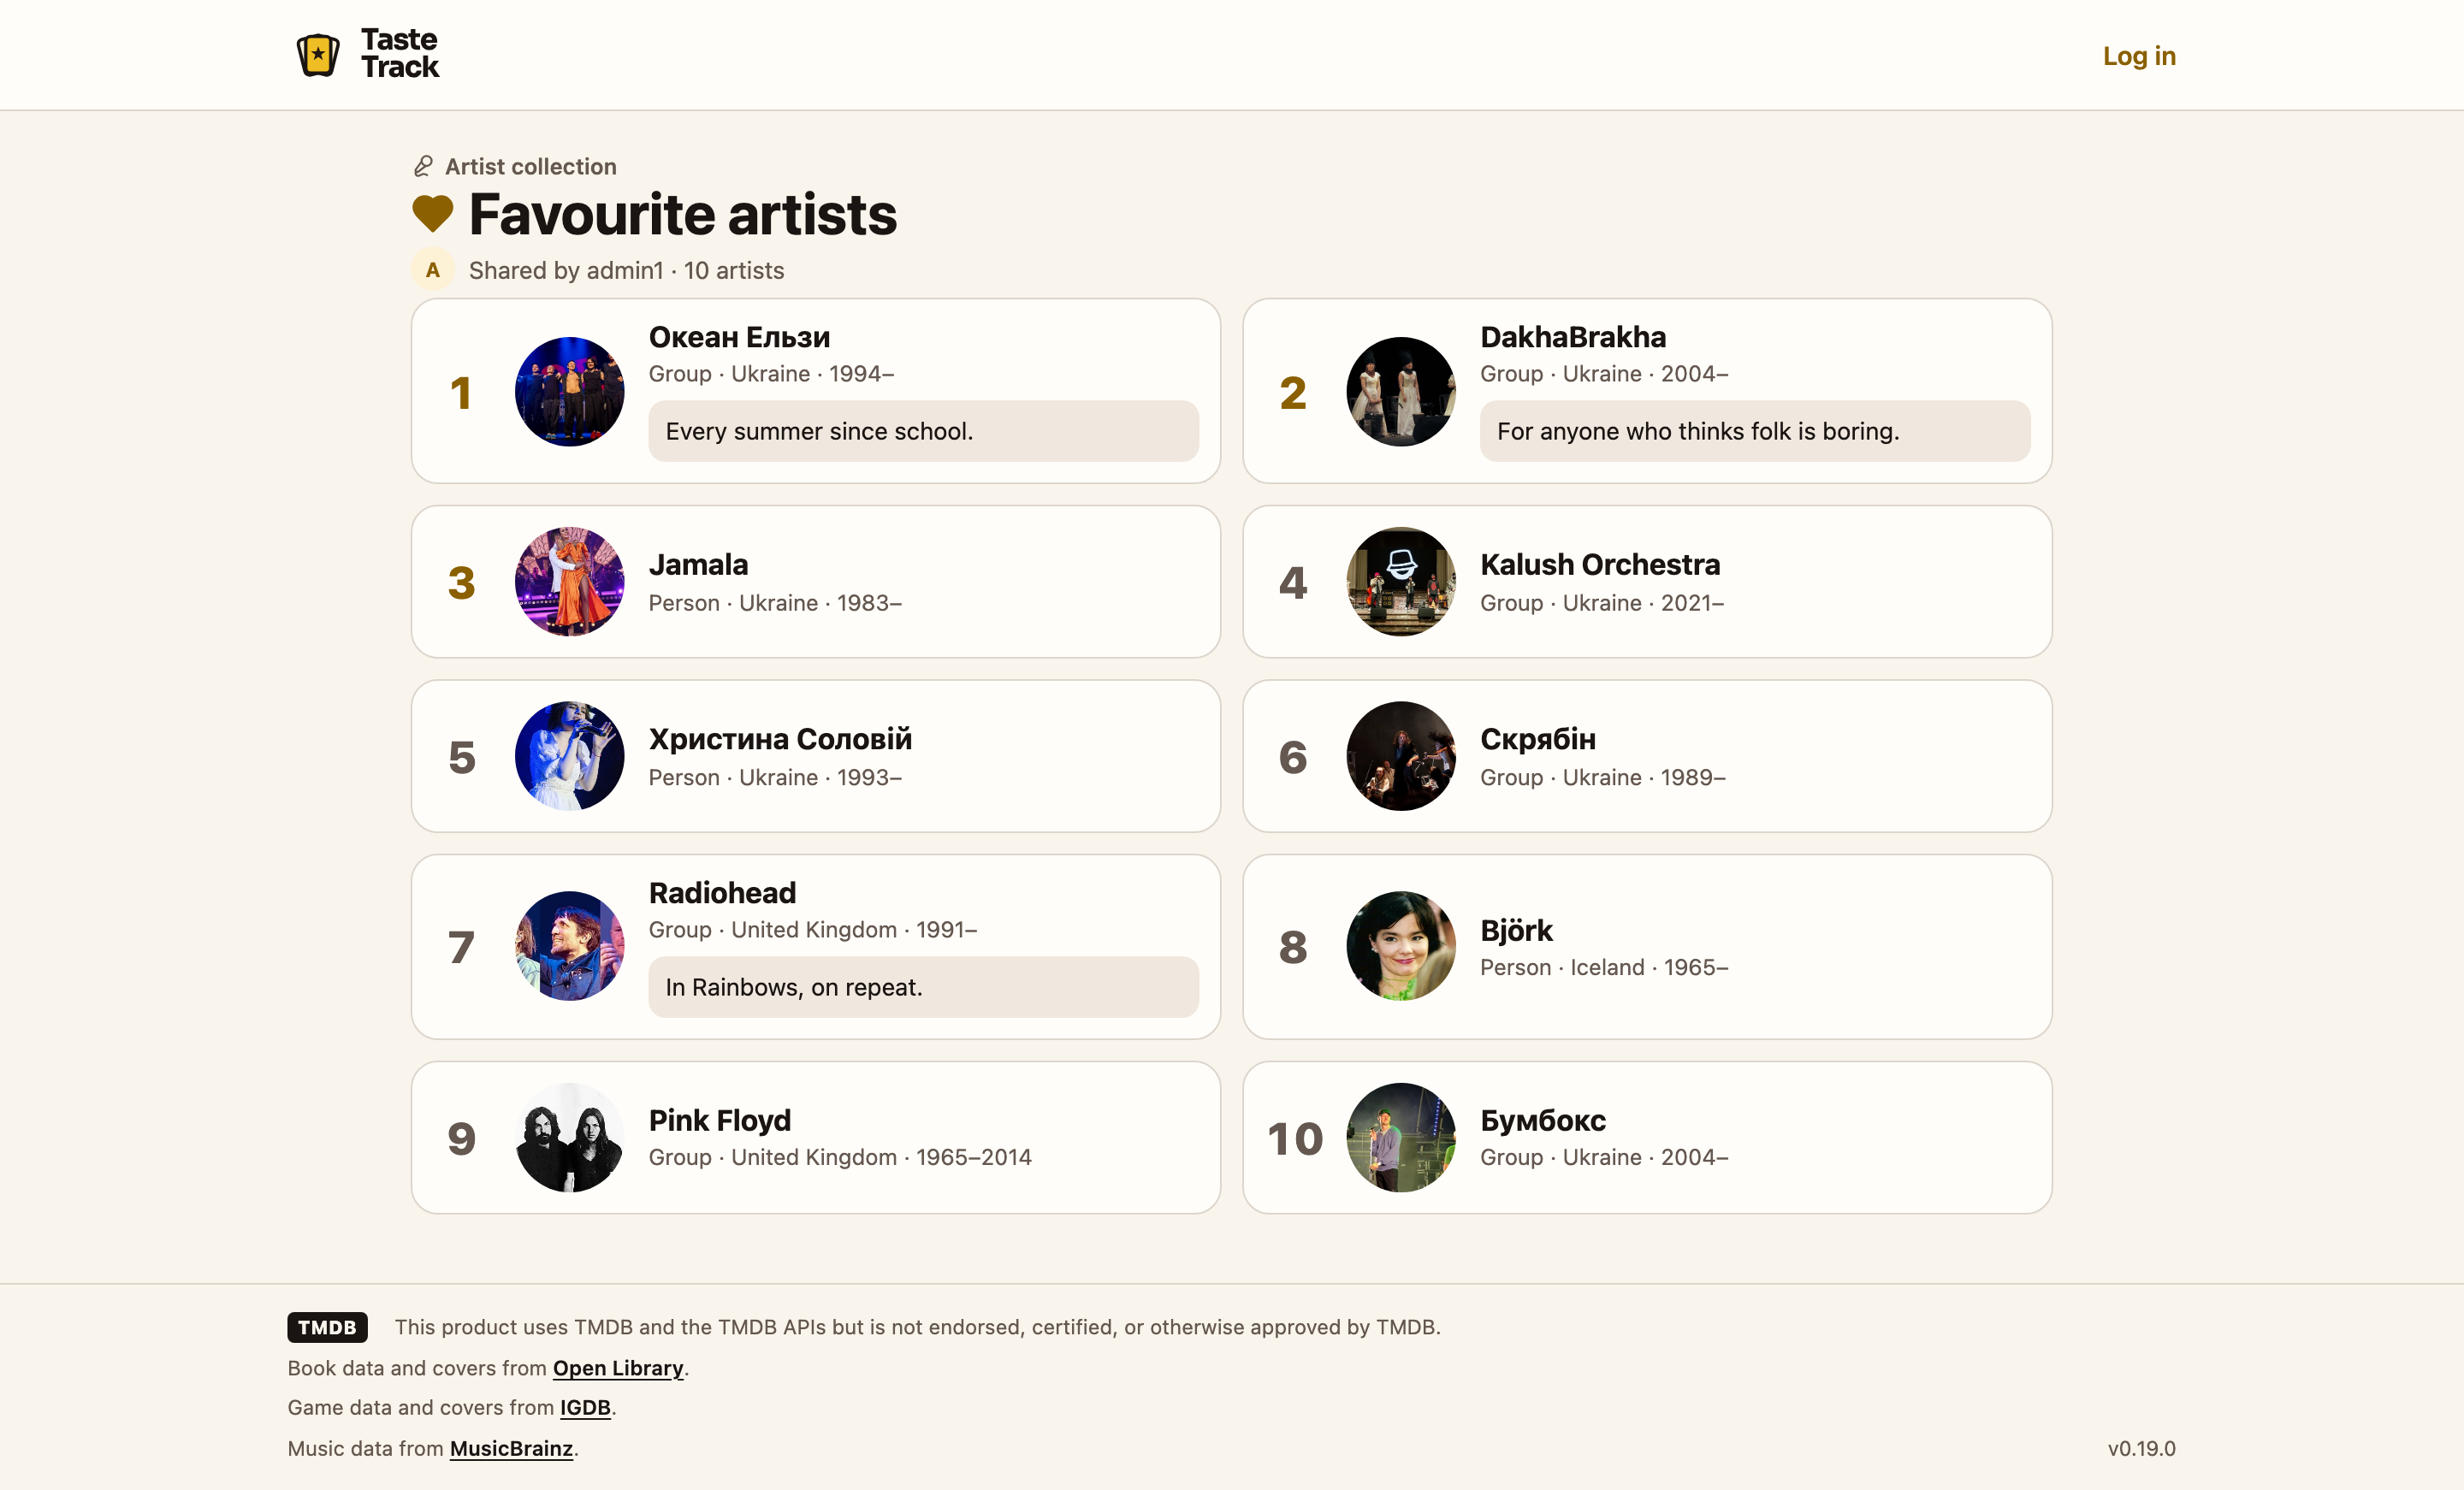 Taste
Track
Log in
Artist collection
Favourite artists
A
Shared by admin1 · 10 artists
1
Океан Ельзи
Group · Ukraine · 1994–
Every summer since school.
2
DakhaBrakha
Group · Ukraine · 2004–
For anyone who thinks folk is boring.
3
Jamala
Person · Ukraine · 1983–
4
Kalush Orchestra
Group · Ukraine · 2021–
5
Христина Соловій
Person · Ukraine · 1993–
6
Скрябін
Group · Ukraine · 1989–
7
Radiohead
Group · United Kingdom · 1991–
In Rainbows, on repeat.
8
Björk
Person · Iceland · 1965–
9
Pink Floyd
Group · United Kingdom · 1965–2014
10
Бумбокс
Group · Ukraine · 2004–
TMDB This product uses TMDB and the TMDB APIs but is not endorsed, certified, or otherwise approved by TMDB.
Book data and covers from Open Library.
Game data and covers from IGDB.
Music data from MusicBrainz.
v0.19.0